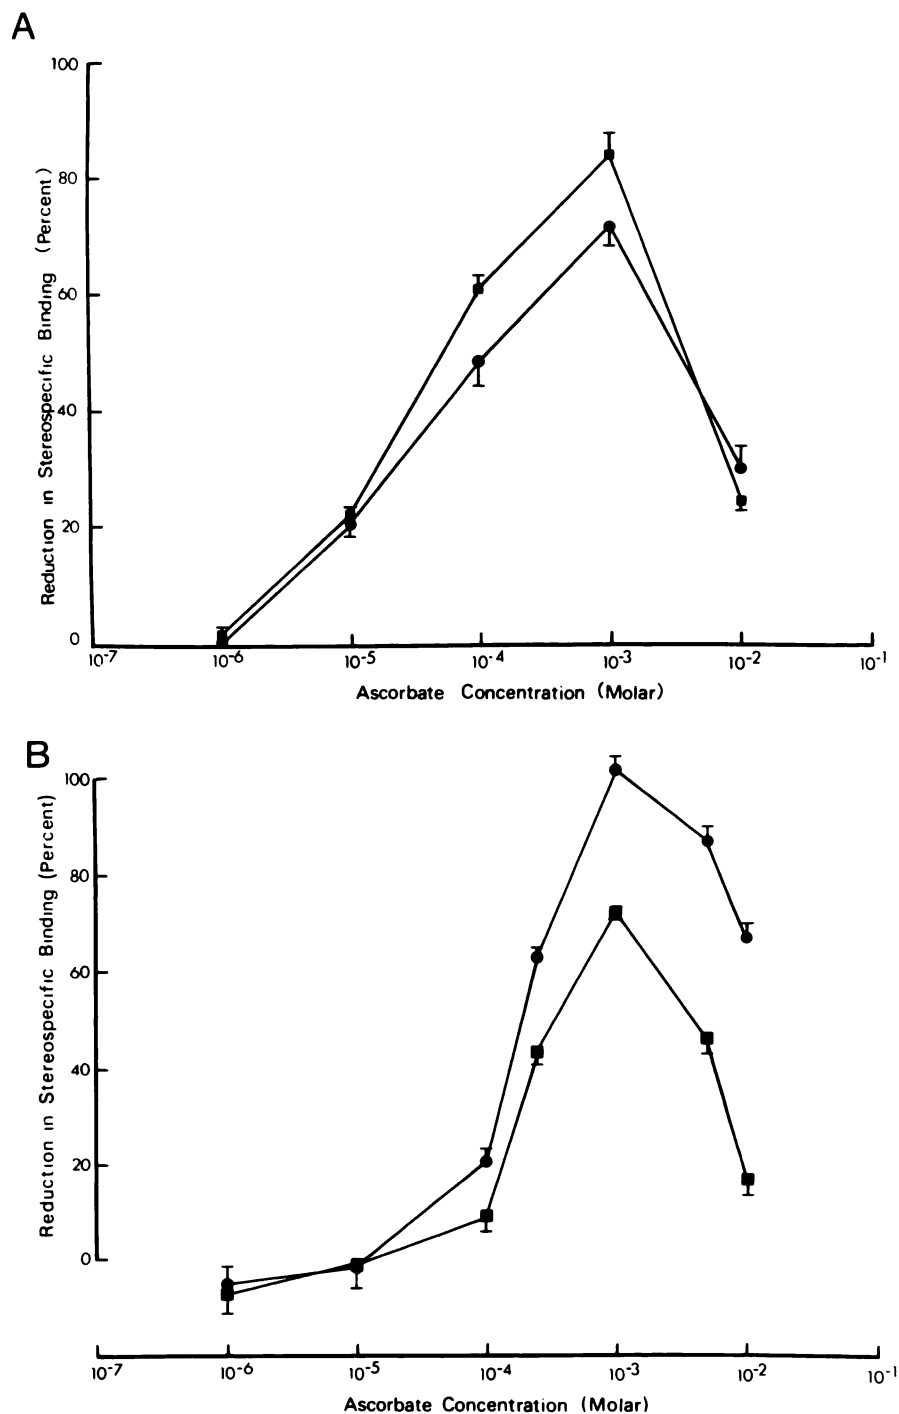 A
100
80
60
40
20
0
Reduction in Stereospecific Binding (Percent)
10-7 10-6 10-5 10-4 10-3 10-2 10-1
Ascorbate Concentration (Molar)
B
100
80
60
40
20
0
Reduction in Stereospecific Binding (Percent)
10-7 10-6 10-5 10-4 10-3 10-2 10-1
Ascorbate Concentration (Molar)